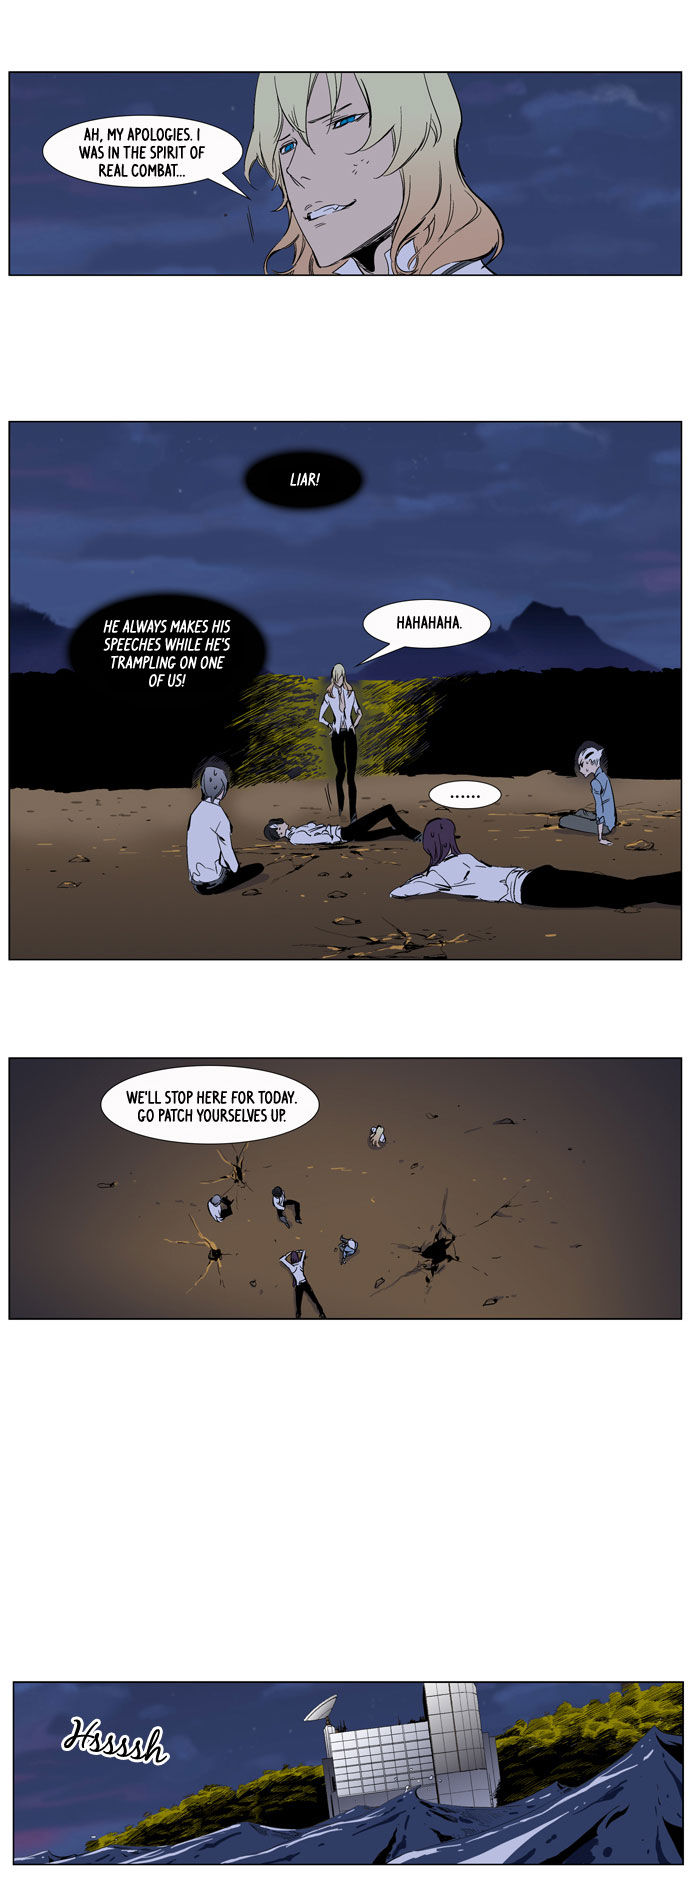 AH, MY APOLOGIES. I
WAS IN THE SPIRIT OF
REAL COMBAT...
LIAR!
HE ALWAYS MAKES HIS
SPEECHES WHILE HE'S
TRAMPLING ON ONE
OF US!
HAHAHAHA.
......
WE'LL STOP HERE FOR TODAY.
GO PATCH YOURSELVES UP.
Hsssssh